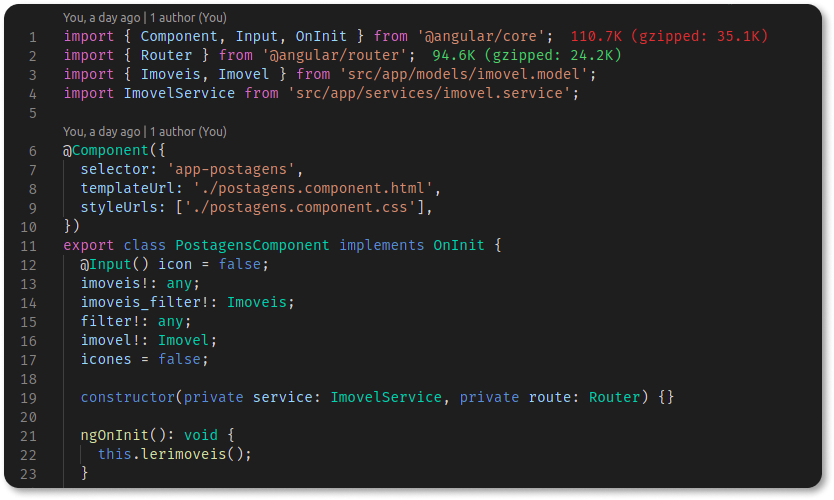 You, a day ago | 1 author (You)
1 import { Component, Input, OnInit } from '@angular/core'; 110.7K (gzipped: 35.1K)
2 import { Router } from '@angular/router'; 94.6K (gzipped: 24.2K)
3 import { Imoveis, Imovel } from 'src/app/models/imovel.model';
4 import ImovelService from 'src/app/services/imovel.service';
5
You, a day ago | 1 author (You)
6 @Component({
7 selector: 'app-postagens',
8 templateUrl: './postagens.component.html',
9 styleUrls: ['./postagens.component.css'],
10 })
11 export class PostagensComponent implements OnInit {
12 @Input() icon = false;
13 imoveis!: any;
14 imoveis_filter!: Imoveis;
15 filter!: any;
16 imovel!: Imovel;
17 icones = false;
18
19 constructor(private service: ImovelService, private route: Router) {}
20
21 ngOnInit(): void {
22 this.lerimoveis();
23 }